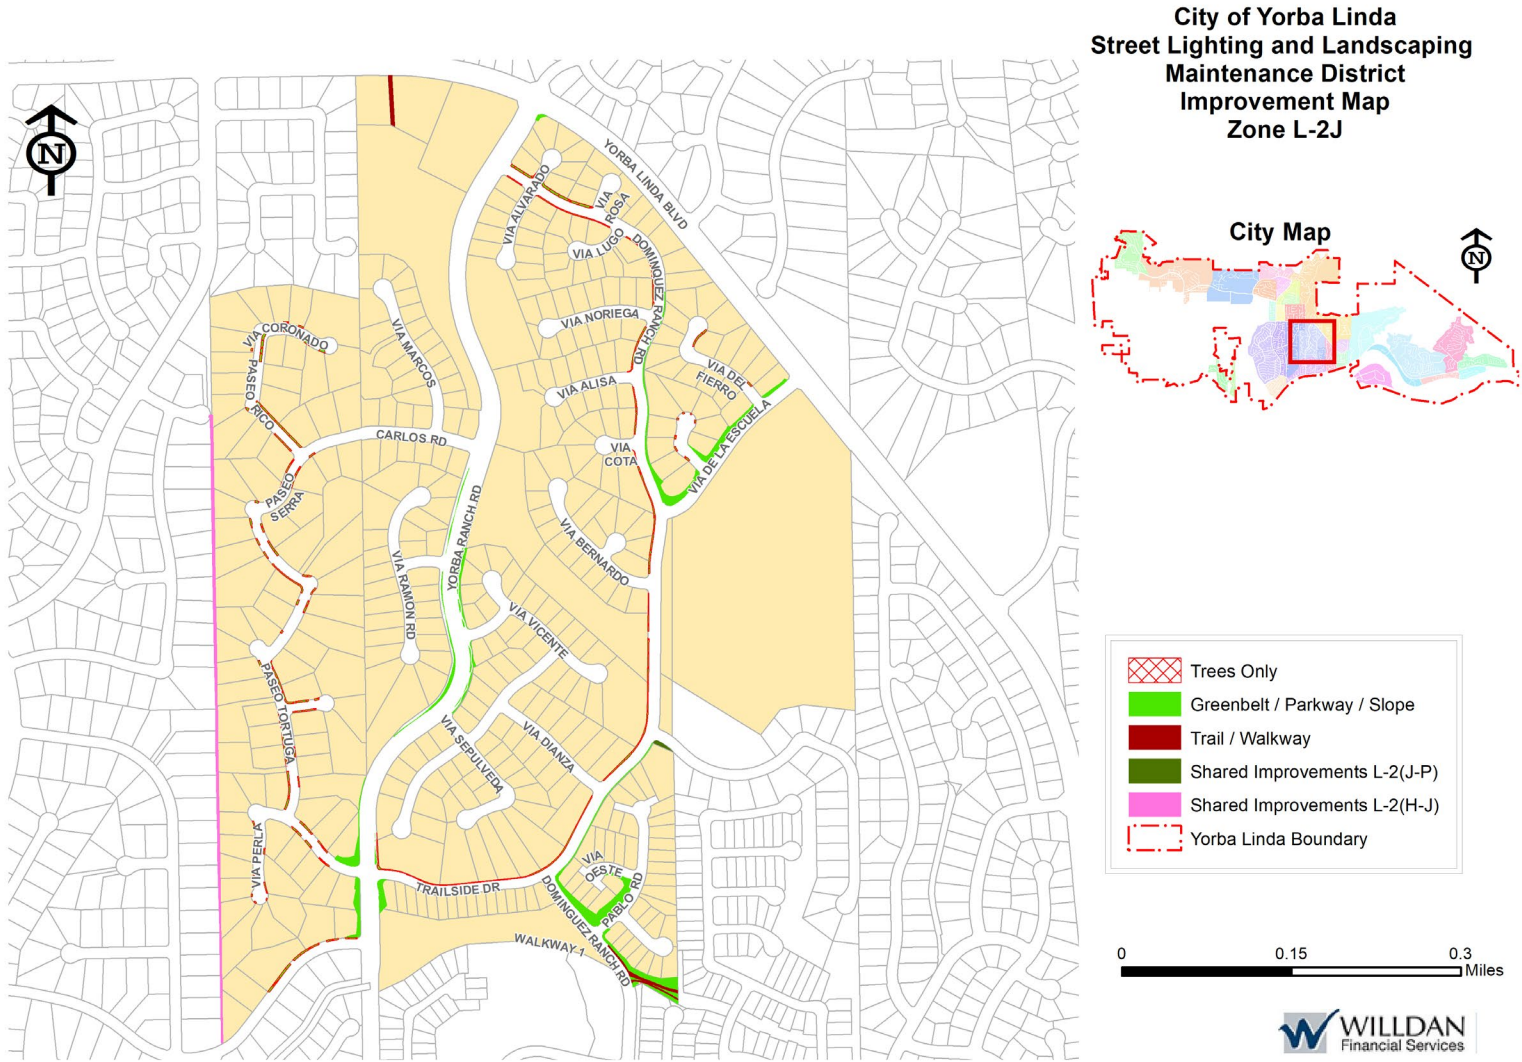 City of Yorba Linda
Street Lighting and Landscaping
Maintenance District
Improvement Map
Zone L-2J
N
City Map
N
YORBA LINDA BLVD
VIA ALVARADO
VIA
ROSA
VIA LUGO
DOMINQUEZ RANCH RD
VIA NORIEGA
VIA CORONADO
VIA MARCOS
PASEO
RICO
VIA ALISA
VIA DEL
FIERRO
CARLOS RD
VIA
COTA
VIA DE LA ESCUELA
PASEO
SERRA
YORBA RANCH RD
VIA BERNARDO
VIA RAMON RD
VIA VICENTE
PASEO TORTUGA
VIA SEPULVEDA
VIA DIANZA
VIA PERLA
TRAILSIDE DR
VIA
OESTE
PABLO RD
DOMINGUEZ RANCH RD
WALKWAY 1
Trees Only
Greenbelt / Parkway / Slope
Trail / Walkway
Shared Improvements L-2(J-P)
Shared Improvements L-2(H-J)
Yorba Linda Boundary
0 0.15 0.3
Miles
WILLDAN
Financial Services